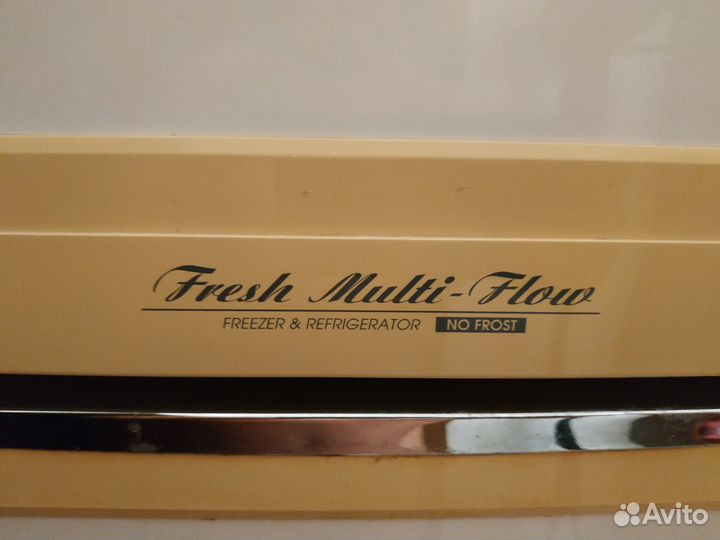 Fresh Multi-Flow
FREEZER & REFRIGERATOR NO FROST
Avito